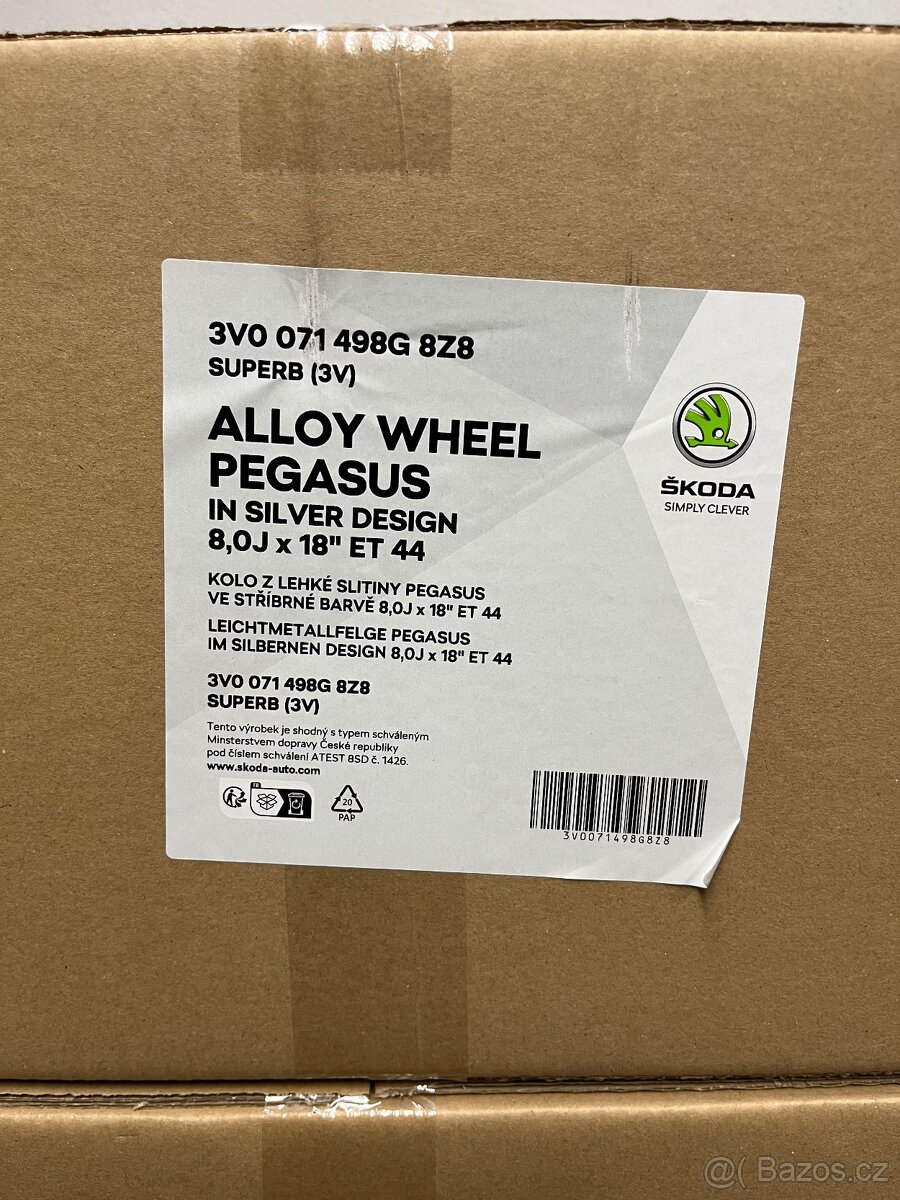 3V0 071 498G 8Z8
SUPERB (3V)
ALLOY WHEEL
PEGASUS
IN SILVER DESIGN
8,0J x 18" ET 44
KOLO Z LEHKÉ SLITINY PEGASUS
VE STŘÍBRNÉ BARVĚ 8,0J x 18" ET 44
LEICHTMETALLFELGE PEGASUS
IM SILBERNEN DESIGN 8,0J x 18" ET 44
3V0 071 498G 8Z8
SUPERB (3V)
Tento výrobek je shodný s typem schváleným
Minsterstvem dopravy České republiky
pod číslem schválení ATEST 8SD č. 1426.
www.skoda-auto.com
FR
20
PAP
ŠKODA
SIMPLY CLEVER
3V0071498G8Z8
@( Bazos.cz